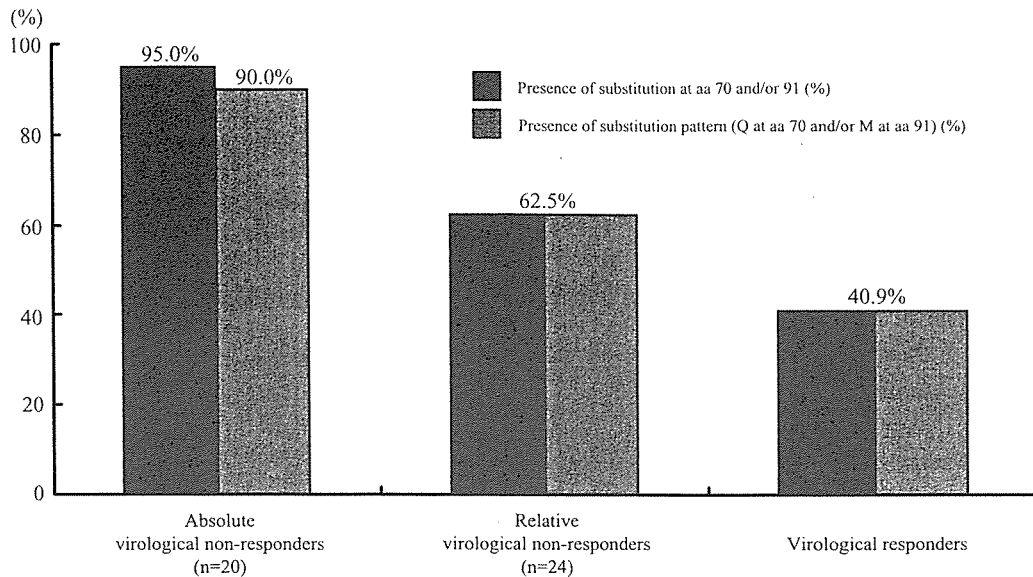 (%)
100
80
60
40
20
0
95.0%
90.0%
62.5%
40.9%
Presence of substitution at aa 70 and/or 91 (%)
Presence of substitution pattern (Q at aa 70 and/or M at aa 91) (%)
Absolute
virological non-responders
(n=20)
Relative
virological non-responders
(n=24)
Virological responders